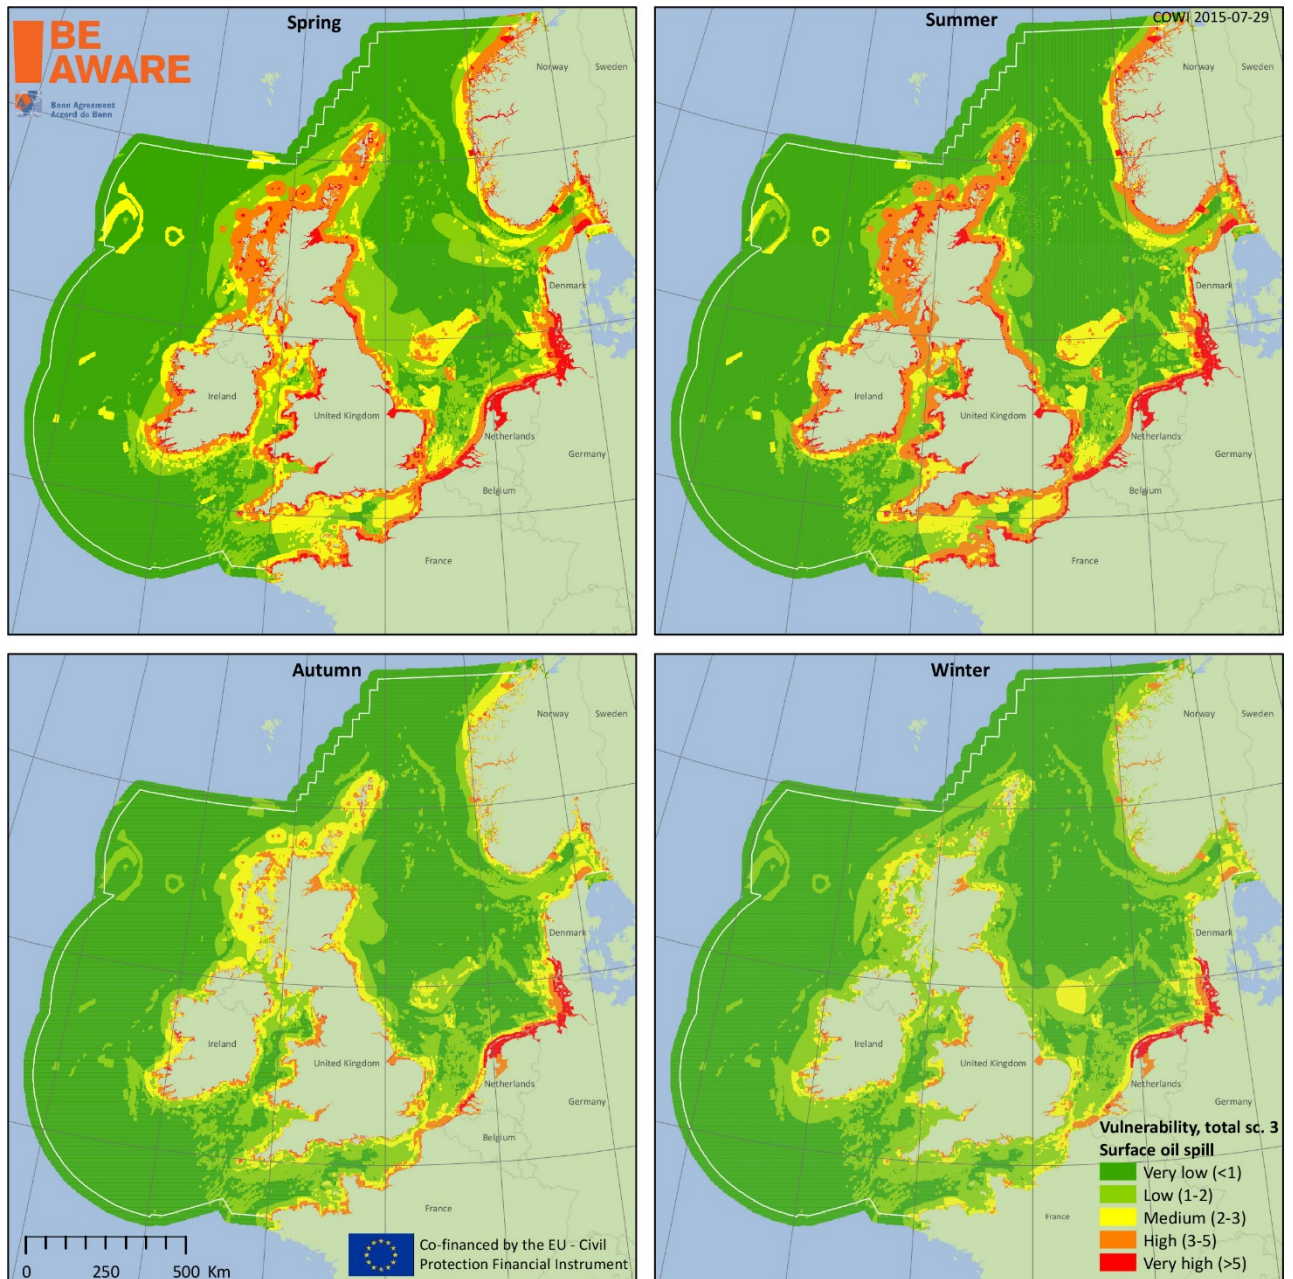 Spring
BE
AWARE
Bonn Agreement
Accord de Bonn
Norway
Sweden
Denmark
Ireland
United Kingdom
Netherlands
Germany
Belgium
France
Summer
COWI 2015-07-29
Norway
Sweden
Denmark
Ireland
United Kingdom
Netherlands
Germany
Belgium
France
Autumn
Norway
Sweden
Denmark
Ireland
United Kingdom
Netherlands
Germany
Belgium
France
0 250 500 Km
Co-financed by the EU - Civil
Protection Financial Instrument
Winter
Norway
Sweden
Denmark
Ireland
United Kingdom
Netherlands
Germany
Belgium
France
Vulnerability, total sc. 3
Surface oil spill
Very low (<1)
Low (1-2)
Medium (2-3)
High (3-5)
Very high (>5)